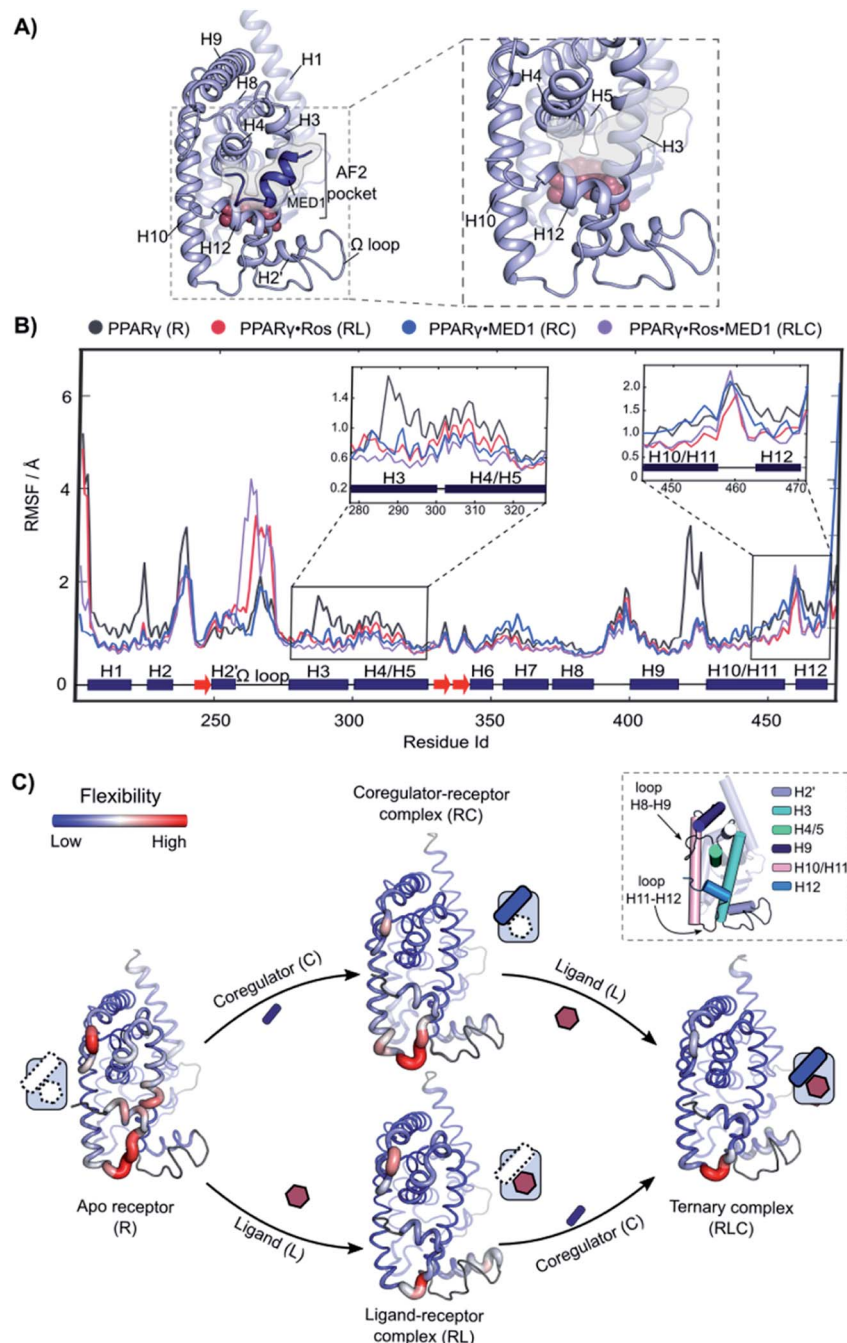 A)
H9
H1
H8
H4
H3
AF2
pocket
MED1
H10
H12
Ω loop
H2'
H4
H5
H3
H10
H12
B)
PPARγ (R) PPARγ•Ros (RL) PPARγ•MED1 (RC) PPARγ•Ros•MED1 (RLC)
RMSF / Å
6
4
2
0
1.4
1.0
0.6
0.2
H3 H4/H5
280 290 300 310 320
2.0
1.5
1.0
0.5
0
H10/H11 H12
450 460 470
H1 H2 H2' Ω loop H3 H4/H5 H6 H7 H8 H9 H10/H11 H12
250 300 350 400 450
Residue Id
C)
Flexibility
Low High
Coregulator-receptor
complex (RC)
loop
H8-H9
loop
H11-H12
H2'
H3
H4/5
H9
H10/H11
H12
Coregulator (C)
Ligand (L)
Apo receptor
(R)
Ligand (L)
Coregulator (C)
Ternary complex
(RLC)
Ligand-receptor
complex (RL)